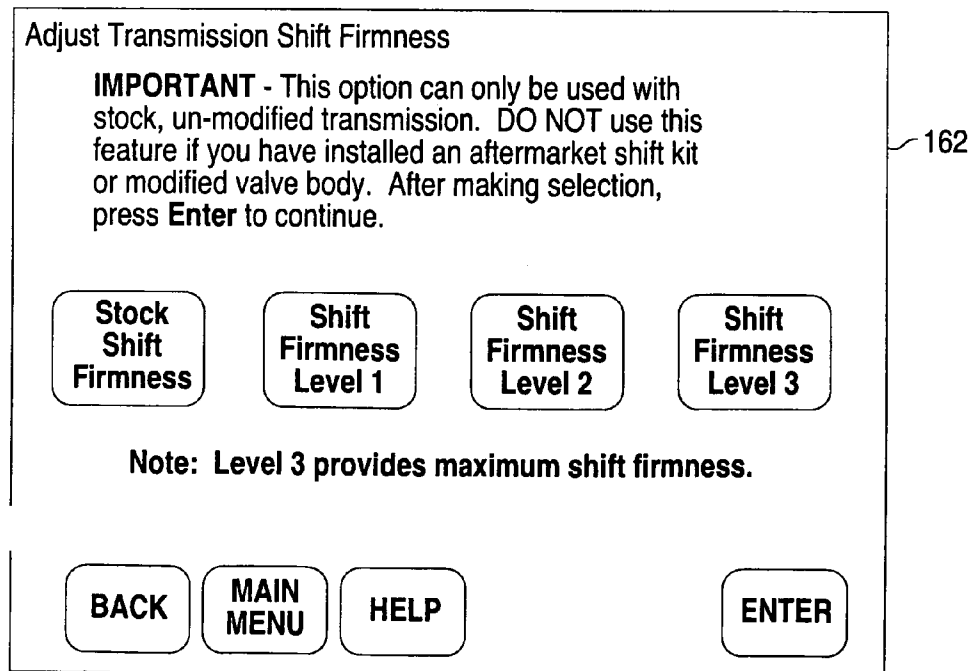 Adjust Transmission Shift Firmness
IMPORTANT - This option can only be used with
stock, un-modified transmission. DO NOT use this
feature if you have installed an aftermarket shift kit
or modified valve body. After making selection,
press Enter to continue.
162
Stock
Shift
Firmness
Shift
Firmness
Level 1
Shift
Firmness
Level 2
Shift
Firmness
Level 3
Note: Level 3 provides maximum shift firmness.
BACK
MAIN
MENU
HELP
ENTER